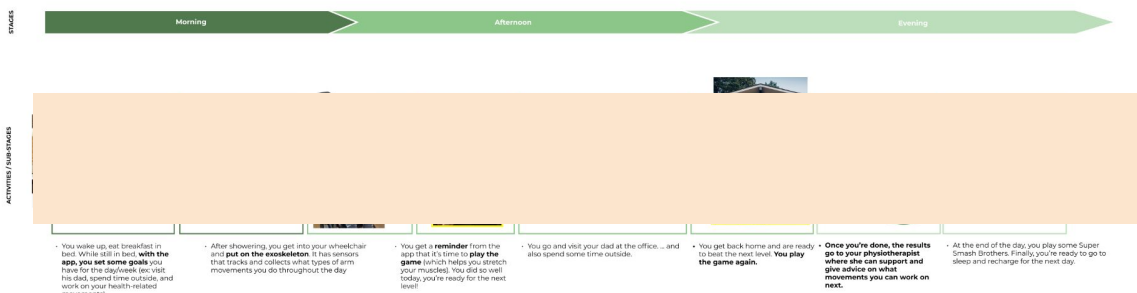 STAGES
Morning
Afternoon
Evening
ACTIVITIES / SUB-STAGES
• You wake up, eat breakfast in
bed. While still in bed, with the
app, you set some goals you
have for the day/week (ex: visit
his dad, spend time outside, and
work on your health-related
• After showering, you get into your wheelchair
and put on the exoskeleton. It has sensors
that tracks and collects what types of arm
movements you do throughout the day
• You get a reminder from the
app that it's time to play the
game (which helps you stretch
your muscles). You did so well
today, you're ready for the next
level!
• You go and visit your dad at the office. .. and
also spend some time outside.
• You get back home and are ready
to beat the next level. You play
the game again.
• Once you're done, the results
go to your physiotherapist
where she can support and
give advice on what
movements you can work on
next.
• At the end of the day, you play some Super
Smash Brothers. Finally, you're ready to go to
sleep and recharge for the next day.